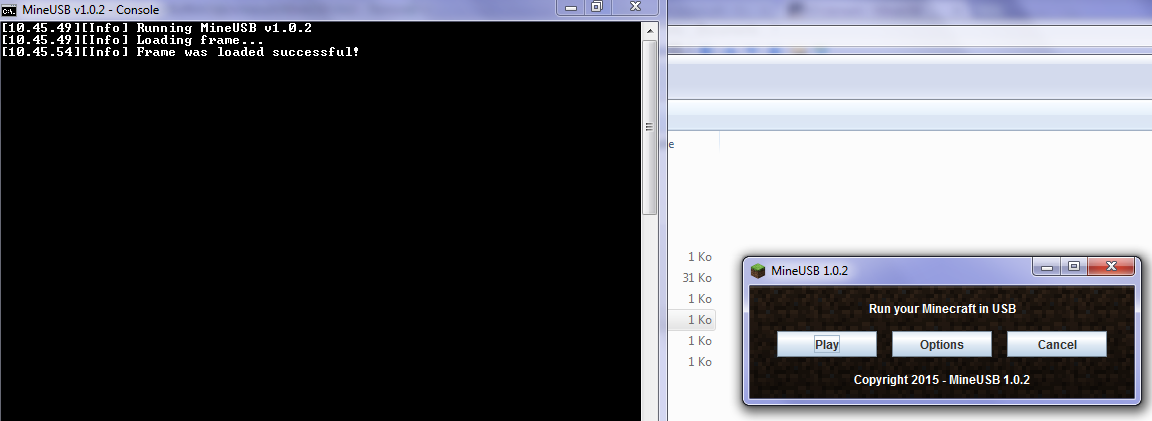 MineUSB v1.0.2 - Console
[10.45.49][Info] Running MineUSB v1.0.2
[10.45.49][Info] Loading frame...
[10.45.54][Info] Frame was loaded successful!
e
1 Ko
31 Ko
1 Ko
1 Ko
1 Ko
1 Ko
MineUSB 1.0.2
Run your Minecraft in USB
Play
Options
Cancel
Copyright 2015 - MineUSB 1.0.2